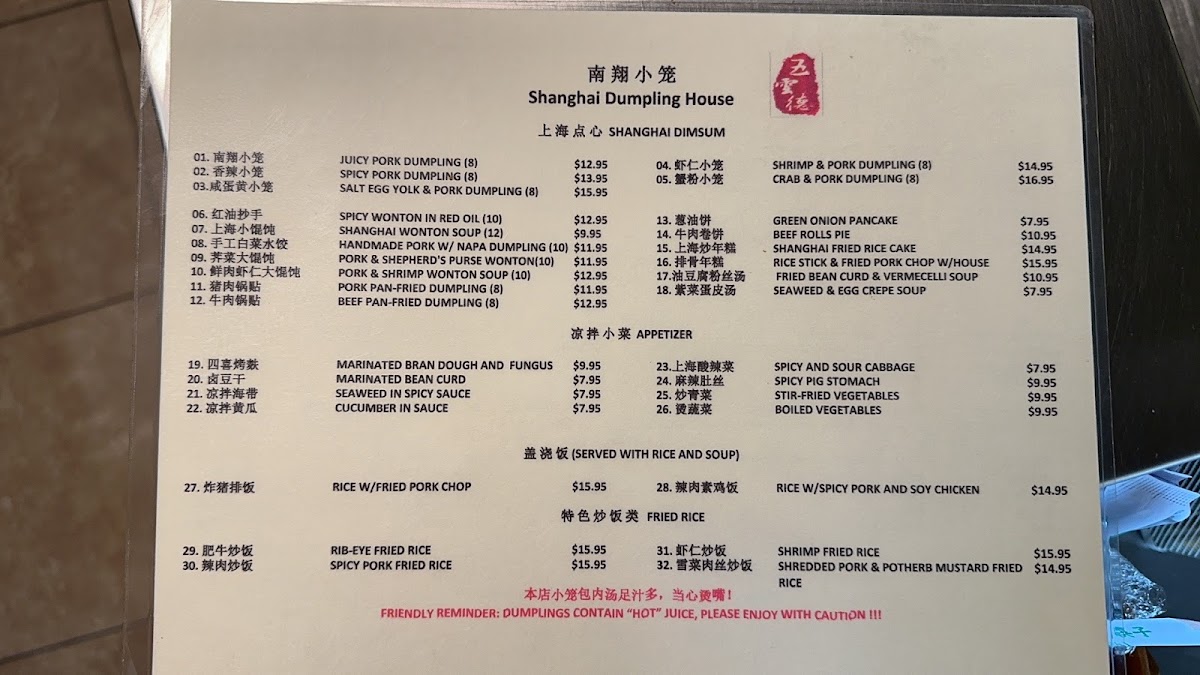 南翔小笼
Shanghai Dumpling House
五雲德
上海点心 SHANGHAI DIMSUM
01. 南翔小笼 JUICY PORK DUMPLING (8) $12.95
02. 香辣小笼 SPICY PORK DUMPLING (8) $13.95
03.咸蛋黄小笼 SALT EGG YOLK & PORK DUMPLING (8) $15.95
04. 虾仁小笼 SHRIMP & PORK DUMPLING (8) $14.95
05. 蟹粉小笼 CRAB & PORK DUMPLING (8) $16.95
06. 红油抄手 SPICY WONTON IN RED OIL (10) $12.95
07. 上海小馄饨 SHANGHAI WONTON SOUP (12) $9.95
08. 手工白菜水饺 HANDMADE PORK W/ NAPA DUMPLING (10) $11.95
09. 荠菜大馄饨 PORK & SHEPHERD'S PURSE WONTON(10) $11.95
10. 鲜肉虾仁大馄饨 PORK & SHRIMP WONTON SOUP (10) $12.95
11. 猪肉锅贴 PORK PAN-FRIED DUMPLING (8) $11.95
12. 牛肉锅贴 BEEF PAN-FRIED DUMPLING (8) $12.95
13. 葱油饼 GREEN ONION PANCAKE $7.95
14. 牛肉卷饼 BEEF ROLLS PIE $10.95
15. 上海炒年糕 SHANGHAI FRIED RICE CAKE $14.95
16. 排骨年糕 RICE STICK & FRIED PORK CHOP W/HOUSE $15.95
17.油豆腐粉丝汤 FRIED BEAN CURD & VERMECELLI SOUP $10.95
18. 紫菜蛋皮汤 SEAWEED & EGG CREPE SOUP $7.95
凉拌小菜 APPETIZER
19. 四喜烤麩 MARINATED BRAN DOUGH AND FUNGUS $9.95
20. 卤豆干 MARINATED BEAN CURD $7.95
21. 凉拌海带 SEAWEED IN SPICY SAUCE $7.95
22. 凉拌黄瓜 CUCUMBER IN SAUCE $7.95
23.上海酸辣菜 SPICY AND SOUR CABBAGE $7.95
24. 麻辣肚丝 SPICY PIG STOMACH $9.95
25. 炒青菜 STIR-FRIED VEGETABLES $9.95
26. 烫蔬菜 BOILED VEGETABLES $9.95
盖浇饭 (SERVED WITH RICE AND SOUP)
27. 炸猪排饭 RICE W/FRIED PORK CHOP $15.95
28. 辣肉素鸡饭 RICE W/SPICY PORK AND SOY CHICKEN $14.95
特色炒饭类 FRIED RICE
29. 肥牛炒饭 RIB-EYE FRIED RICE $15.95
30. 辣肉炒饭 SPICY PORK FRIED RICE $15.95
31. 虾仁炒饭 SHRIMP FRIED RICE $15.95
32. 雪菜肉丝炒饭 SHREDDED PORK & POTHERB MUSTARD FRIED $14.95
RICE
本店小笼包内汤足汁多，当心烫嘴！
FRIENDLY REMINDER: DUMPLINGS CONTAIN "HOT" JUICE, PLEASE ENJOY WITH CAUTION !!!